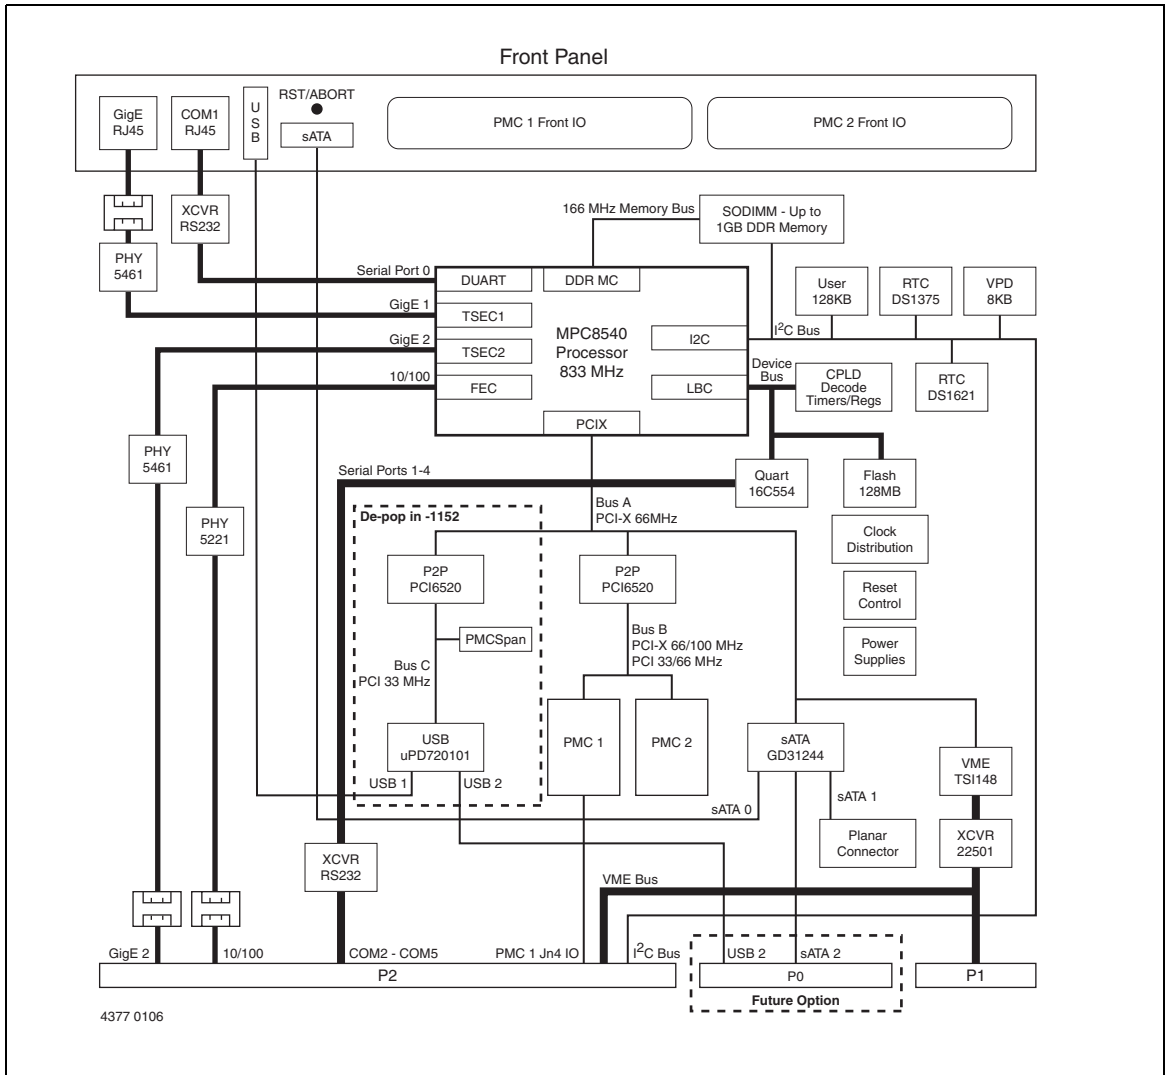 Front Panel
GigE
RJ45
COM1
RJ45
U
S
B
RST/ABORT
sATA
PMC 1 Front IO
PMC 2 Front IO
XCVR
RS232
PHY
5461
166 MHz Memory Bus
SODIMM - Up to
1GB DDR Memory
Serial Port 0
GigE 1
GigE 2
10/100
DUART
DDR MC
TSEC1
TSEC2
FEC
MPC8540
Processor
833 MHz
I2C
LBC
PCIX
User
128KB
RTC
DS1375
VPD
8KB
I2C Bus
Device
Bus
CPLD
Decode
Timers/Regs
RTC
DS1621
PHY
5461
PHY
5221
Serial Ports 1-4
Quart
16C554
Flash
128MB
Bus A
PCI-X 66MHz
De-pop in -1152
Clock
Distribution
P2P
PCI6520
P2P
PCI6520
Reset
Control
PMCSpan
Bus B
PCI-X 66/100 MHz
PCI 33/66 MHz
Power
Supplies
Bus C
PCI 33 MHz
USB
uPD720101
PMC 1
PMC 2
sATA
GD31244
VME
TSI148
USB 1
USB 2
sATA 0
sATA 1
Planar
Connector
XCVR
22501
XCVR
RS232
VME Bus
GigE 2
10/100
COM2 - COM5
PMC 1 Jn4 IO
I2C Bus
USB 2
sATA 2
P2
P0
P1
Future Option
4377 0106